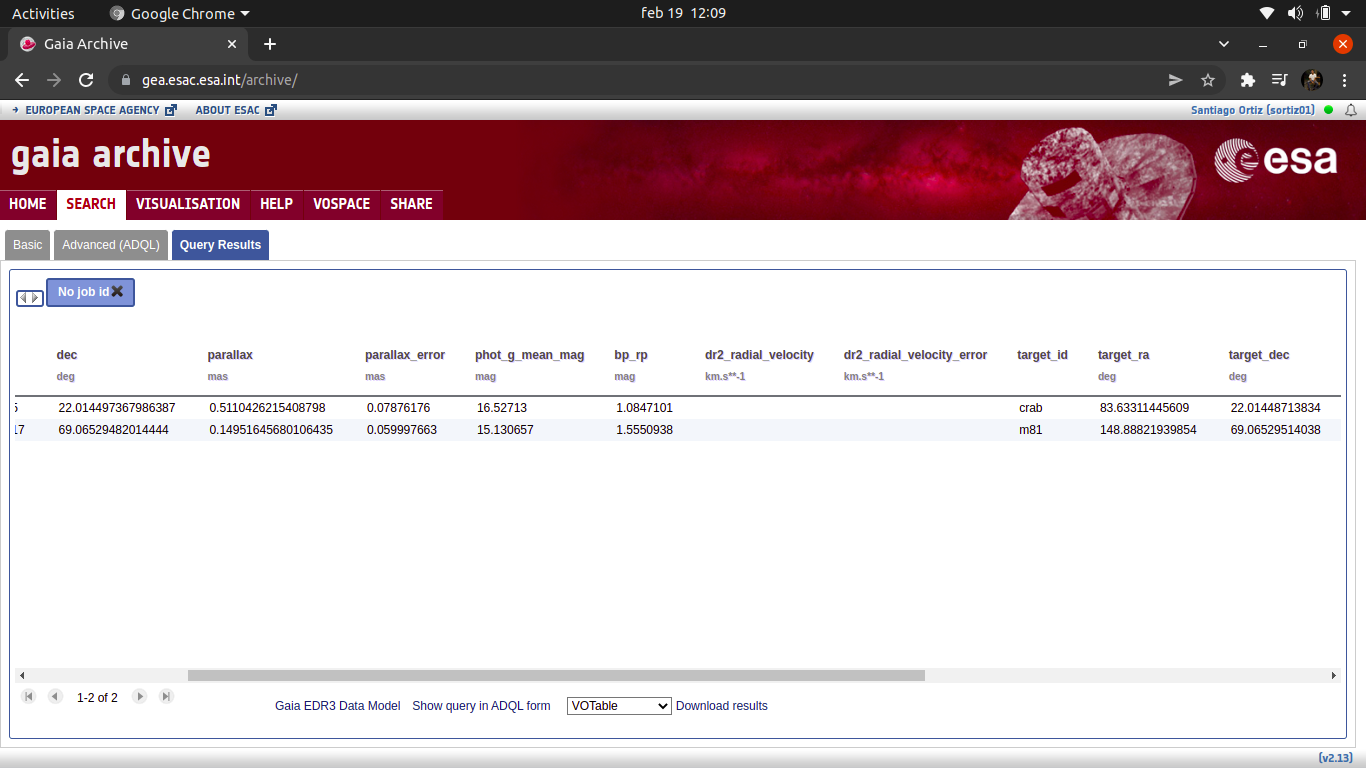 Activities Google Chrome feb 19 12:09
Gaia Archive
gea.esac.esa.int/archive/
EUROPEAN SPACE AGENCY ABOUT ESAC Santiago Ortiz (sortiz01)
gaia archive
esa
HOME SEARCH VISUALISATION HELP VOSPACE SHARE
Basic Advanced (ADQL) Query Results
No job id
dec parallax parallax_error phot_g_mean_mag bp_rp dr2_radial_velocity dr2_radial_velocity_error target_id target_ra target_dec
deg mas mas mag mag km.s**-1 km.s**-1 deg deg
5 22.014497367986387 0.5110426215408798 0.07876176 16.52713 1.0847101 crab 83.63311445609 22.01448713834
17 69.06529482014444 0.14951645680106435 0.059997663 15.130657 1.5550938 m81 148.88821939854 69.06529514038
1-2 of 2
Gaia EDR3 Data Model Show query in ADQL form VOTable Download results
(v2.13)